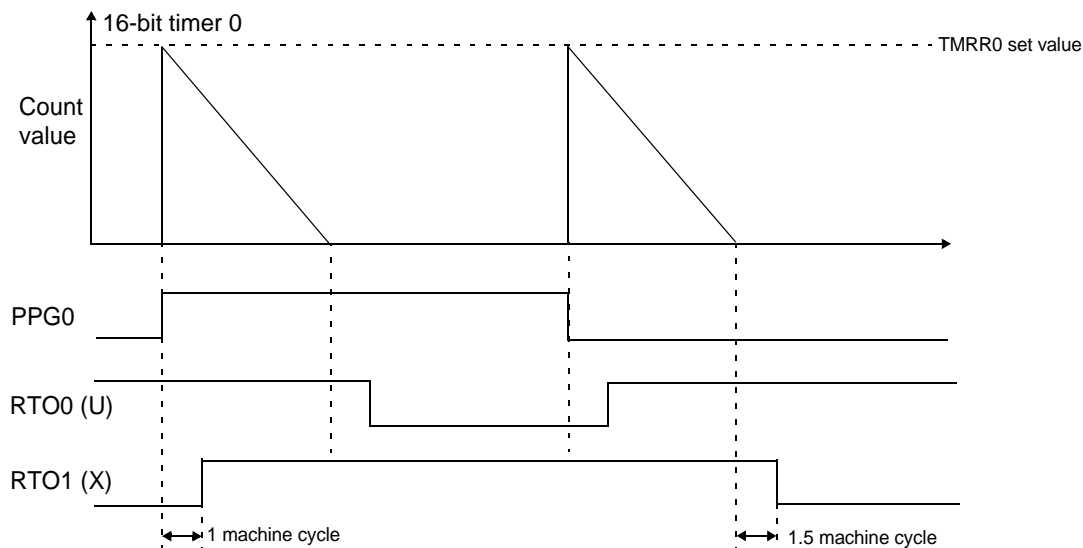 16-bit timer 0
TMRR0 set value
Count
value
PPG0
RTO0 (U)
RTO1 (X)
1 machine cycle
1.5 machine cycle